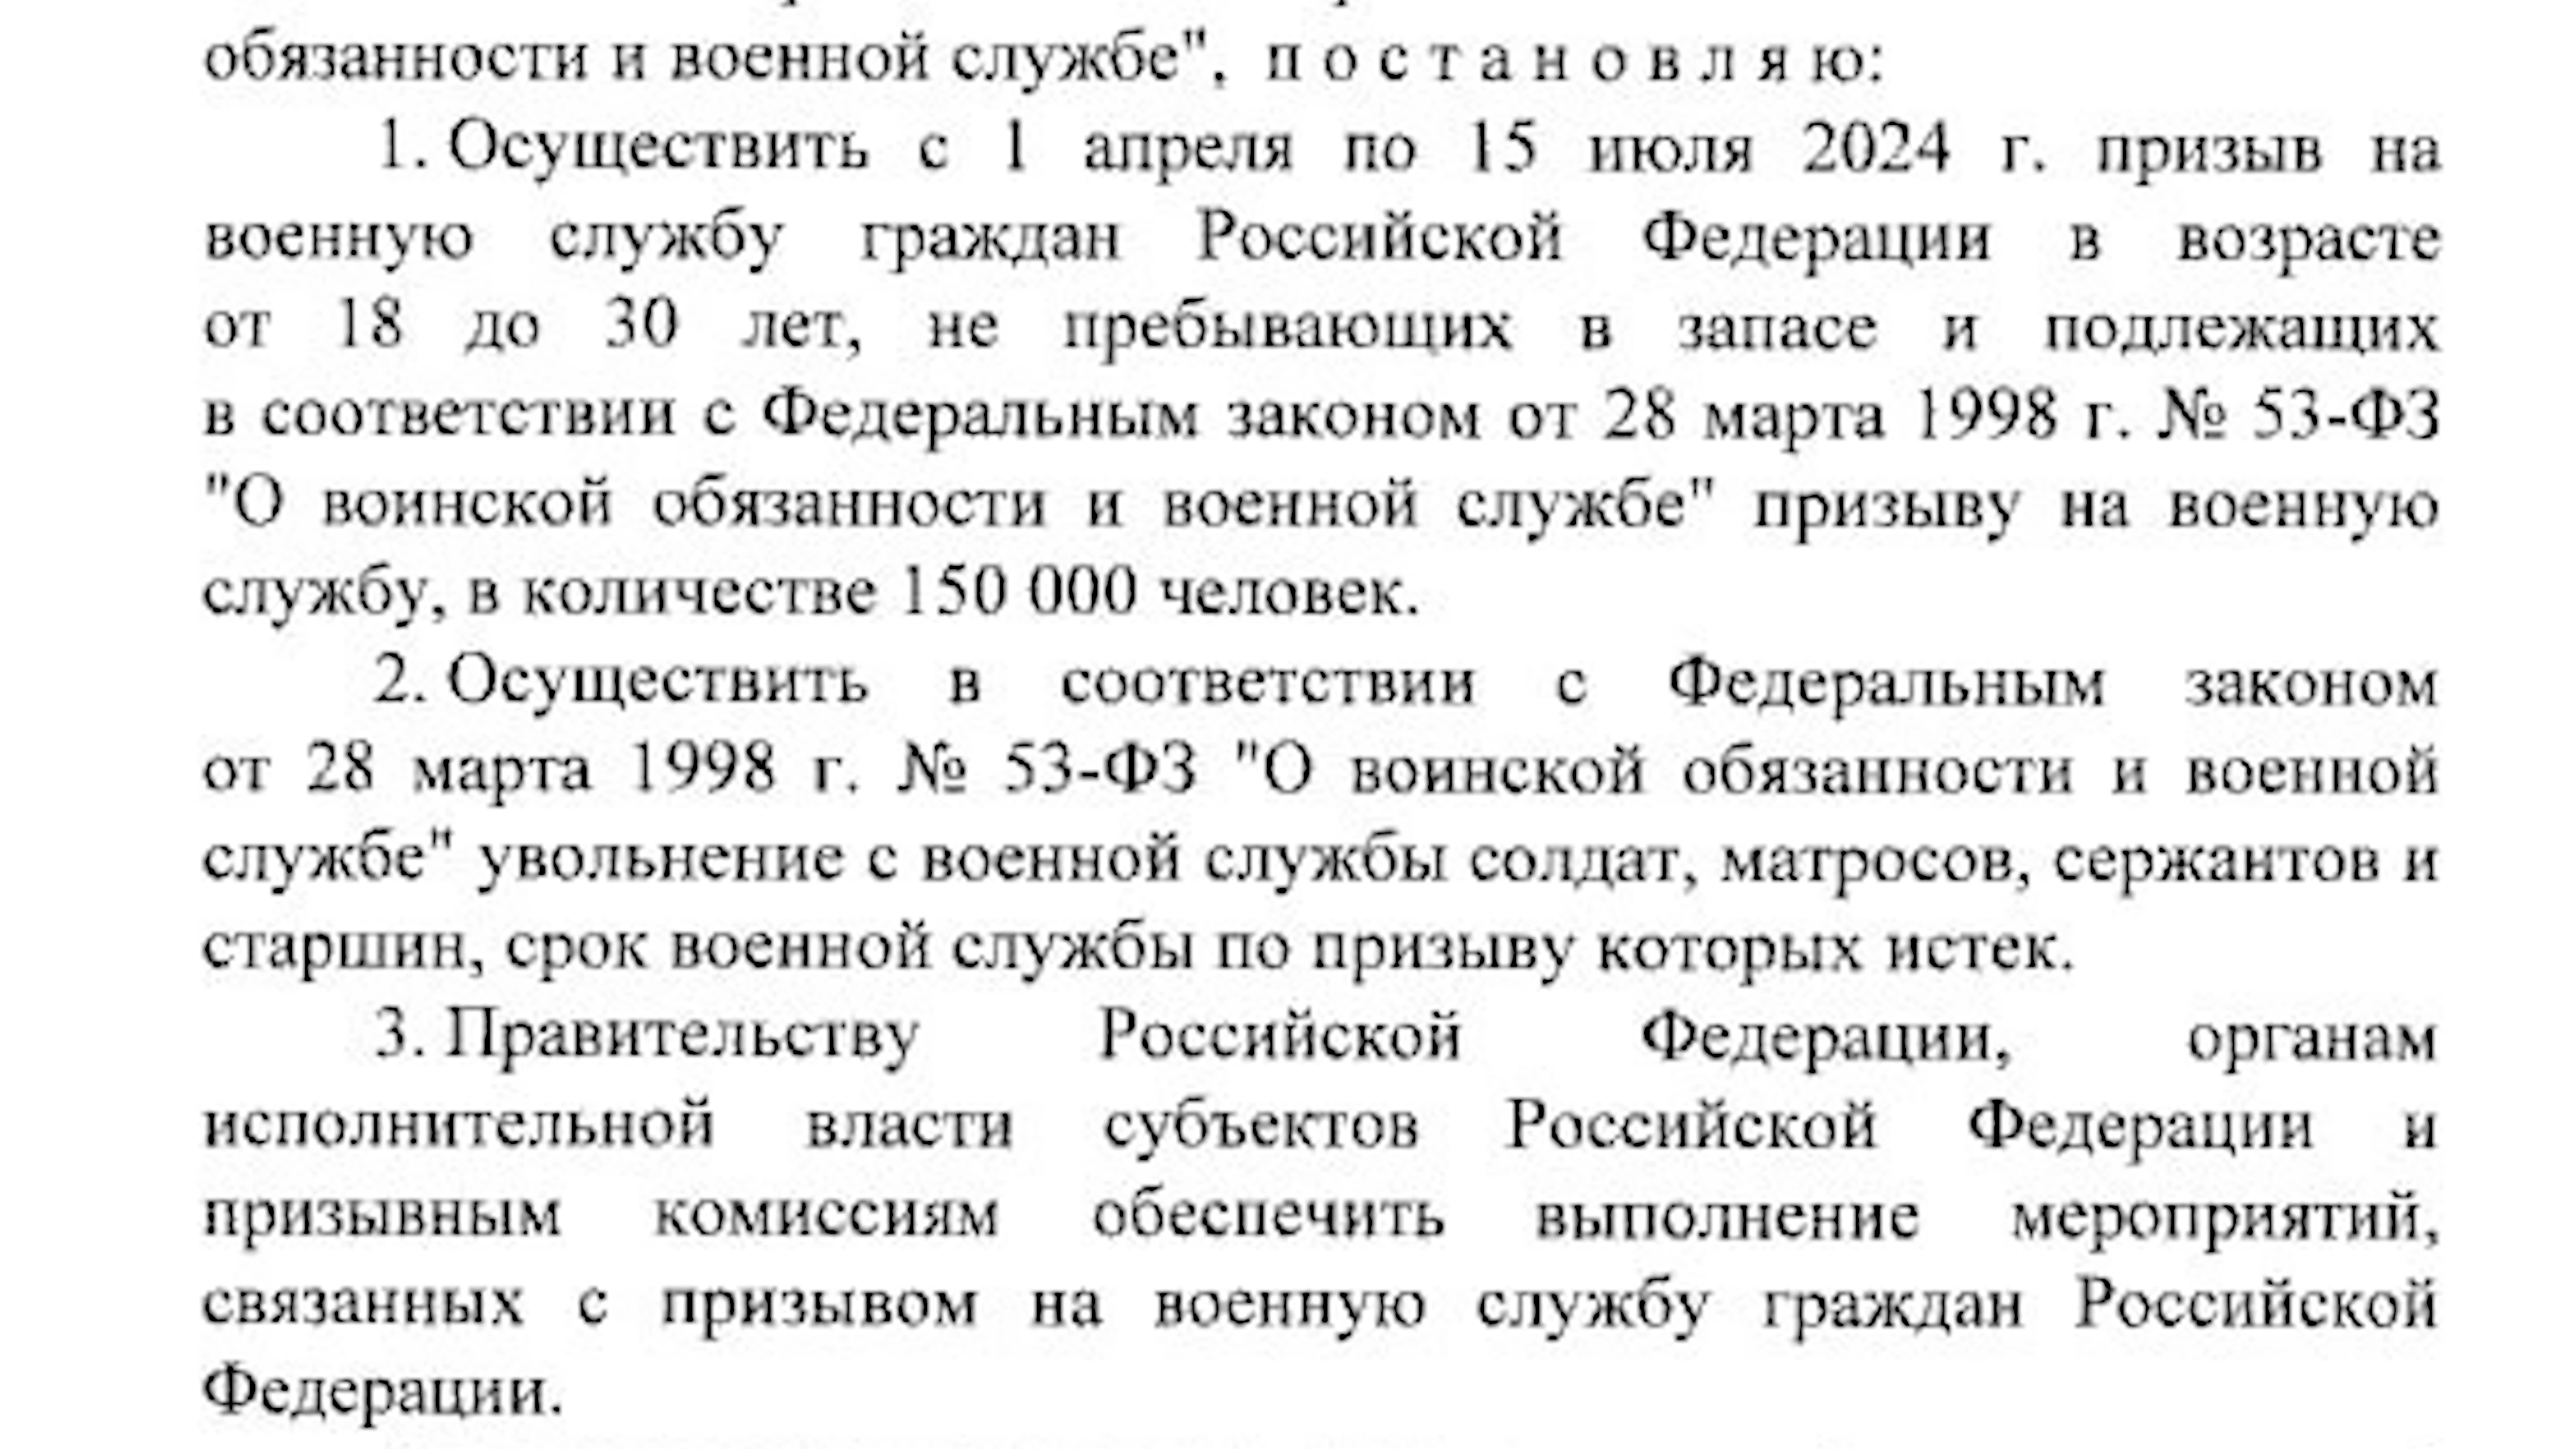 обязанности и военной службе", п о с т а н о в л я ю:
1. Осуществить с 1 апреля по 15 июля 2024 г. призыв на
военную службу граждан Российской Федерации в возрасте
от 18 до 30 лет, не пребывающих в запасе и подлежащих
в соответствии с Федеральным законом от 28 марта 1998 г. № 53-ФЗ
"О воинской обязанности и военной службе" призыву на военную
службу, в количестве 150 000 человек.
2. Осуществить в соответствии с Федеральным законом
от 28 марта 1998 г. № 53-ФЗ "О воинской обязанности и военной
службе" увольнение с военной службы солдат, матросов, сержантов и
старшин, срок военной службы по призыву которых истек.
3. Правительству Российской Федерации, органам
исполнительной власти субъектов Российской Федерации и
призывным комиссиям обеспечить выполнение мероприятий,
связанных с призывом на военную службу граждан Российской
Федерации.